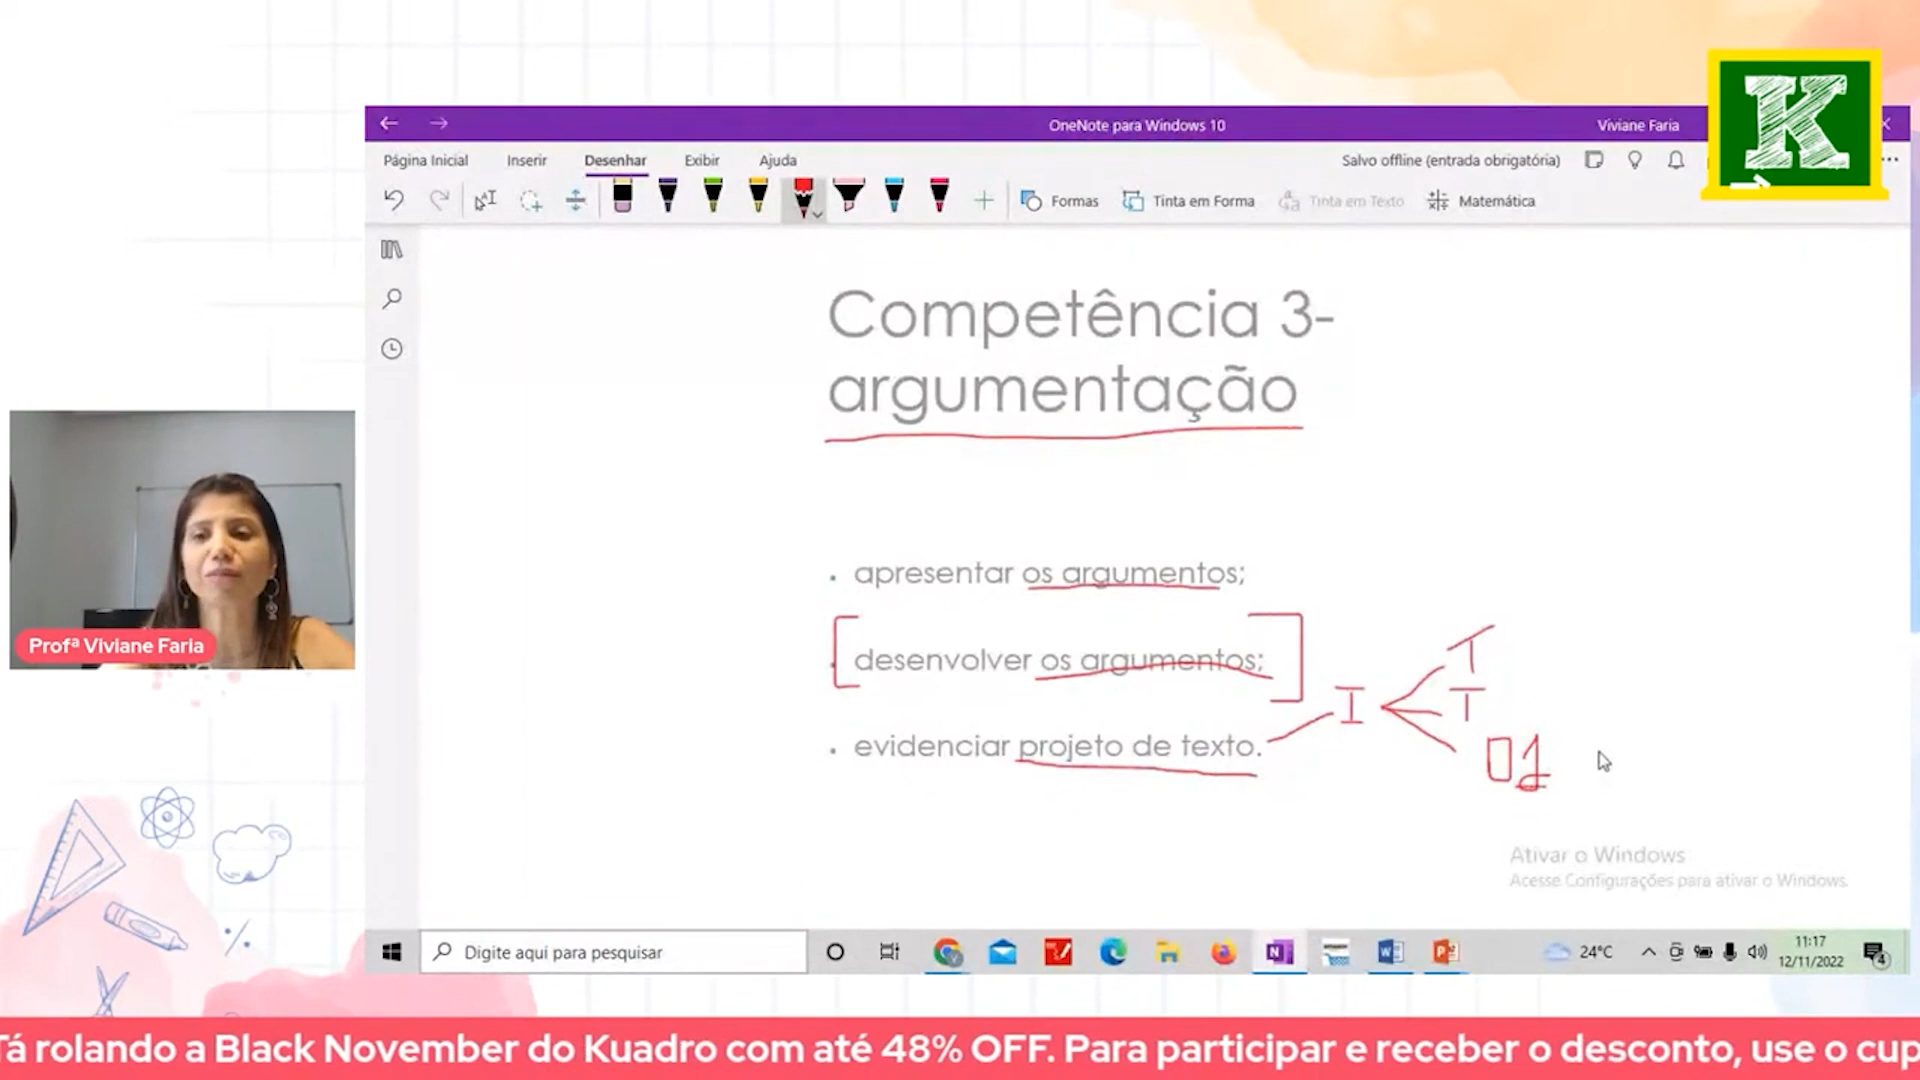 K
OneNote para Windows 10
Viviane Faria
Página Inicial Inserir Desenhar Exibir Ajuda
Salvo offline (entrada obrigatória)
Formas Tinta em Forma Tinta em Texto Matemática
Competência 3-
argumentação
apresentar os argumentos;
desenvolver os argumentos;
evidenciar projeto de texto.
I
T
T
Profª Viviane Faria
Ativar o Windows
Acesse Configurações para ativar o Windows.
Digite aqui para pesquisar
24°C
11:17
12/11/2022
4
Tá rolando a Black November do Kuadro com até 48% OFF. Para participar e receber o desconto, use o cup